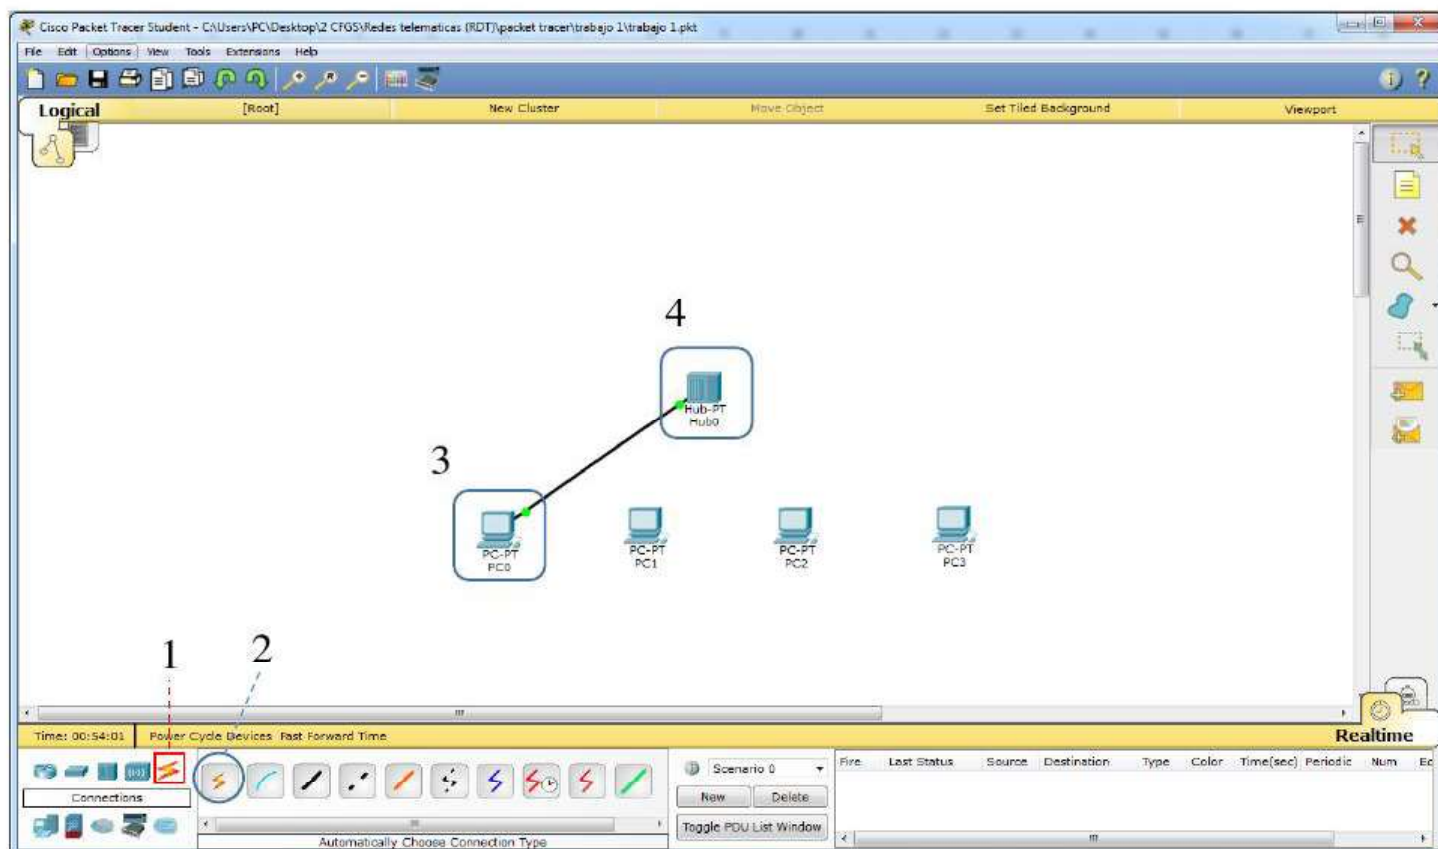 Cisco Packet Tracer Student - C:\Users\PC\Desktop\2 CFGS\Redes telematicas (RDT)\packet tracer\trabajo 1\trabajo 1.pkt
File Edit Options View Tools Extensions Help
Logical [Root] New Cluster Move Object Set Tiled Background Viewport
4
Hub-PT
Hub0
3
PC-PT
PC0
PC-PT
PC1
PC-PT
PC2
PC-PT
PC3
1
2
Time: 00:54:01 Power Cycle Devices Fast Forward Time Realtime
Connections
Automatically Choose Connection Type
Scenario 0
New Delete
Toggle PDU List Window
Fire Last Status Source Destination Type Color Time(sec) Periodic Num